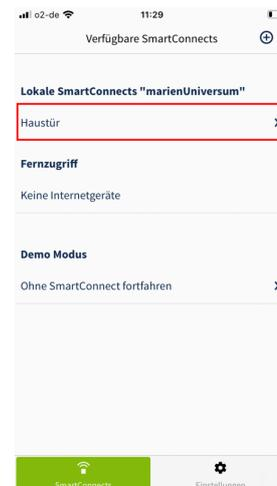 o2-de 11:29
Verfügbare SmartConnects
Lokale SmartConnects "marienUniversum"
Haustür
Fernzugriff
Keine Internetgeräte
Demo Modus
Ohne SmartConnect fortfahren
SmartConnects Einstellungen